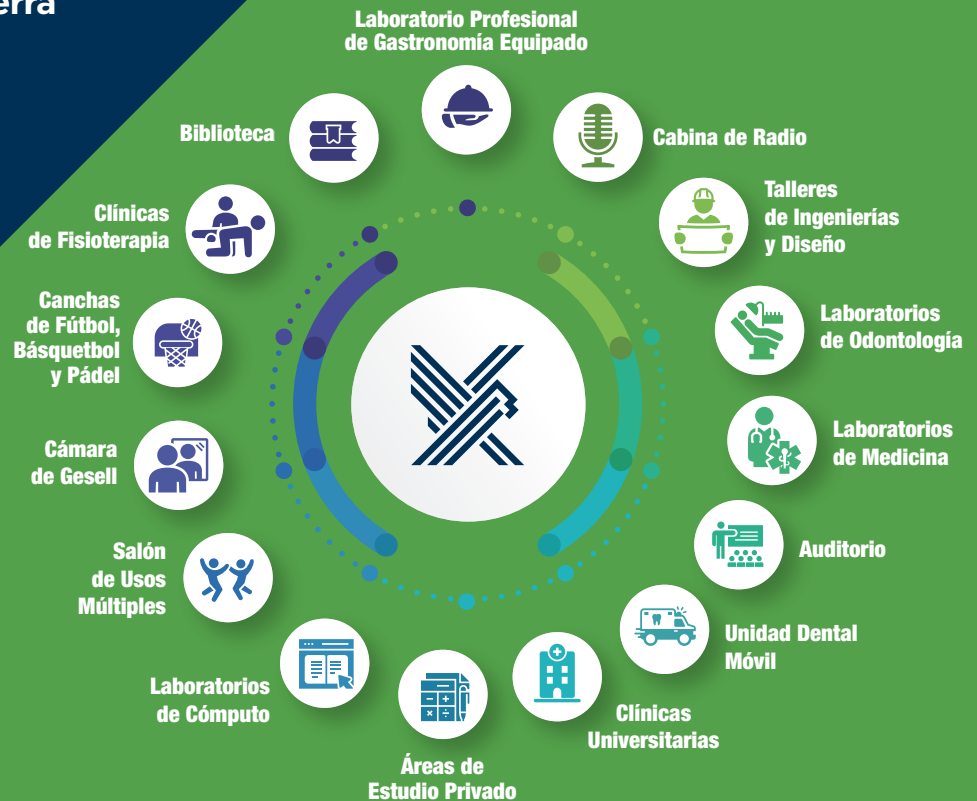 Laboratorio Profesional
de Gastronomía Equipado
Cabina de Radio
Talleres
de Ingenierías
y Diseño
Laboratorios
de Odontología
Laboratorios
de Medicina
Auditorio
Unidad Dental
Móvil
Clínicas
Universitarias
Áreas de
Estudio Privado
Laboratorios
de Cómputo
Salón
de Usos
Múltiples
Cámara
de Gesell
Canchas
de Fútbol,
Básquetbol
y Pádel
Clínicas
de Fisioterapia
Biblioteca